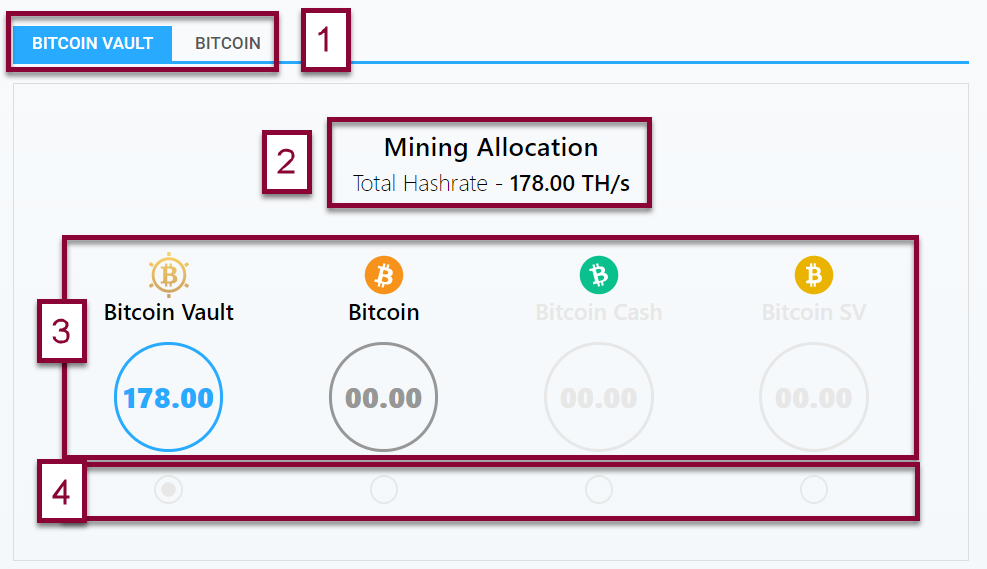 BITCOIN VAULT BITCOIN 1
Mining Allocation
2
Total Hashrate - 178.00 TH/s
Bitcoin Vault Bitcoin Bitcoin Cash Bitcoin SV
3
178.00 00.00 00.00 00.00
4